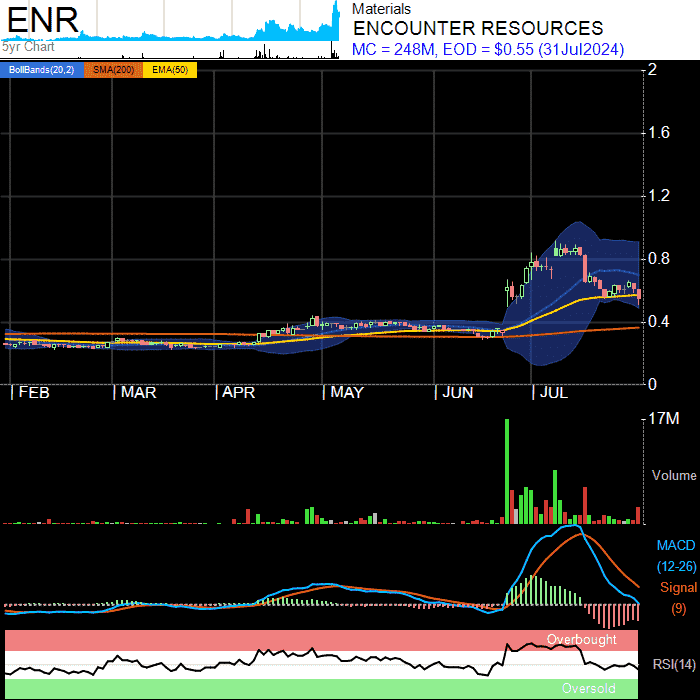 ENR
5yr Chart
Materials
ENCOUNTER RESOURCES
MC = 248M, EOD = $0.55 (31Jul2024)
BollBands(20,2) SMA(200) EMA(50)
2
1.6
1.2
0.8
0.4
0
FEB MAR APR MAY JUN JUL
17M
Volume
MACD
(12-26)
Signal
(9)
Overbought
RSI(14)
Oversold